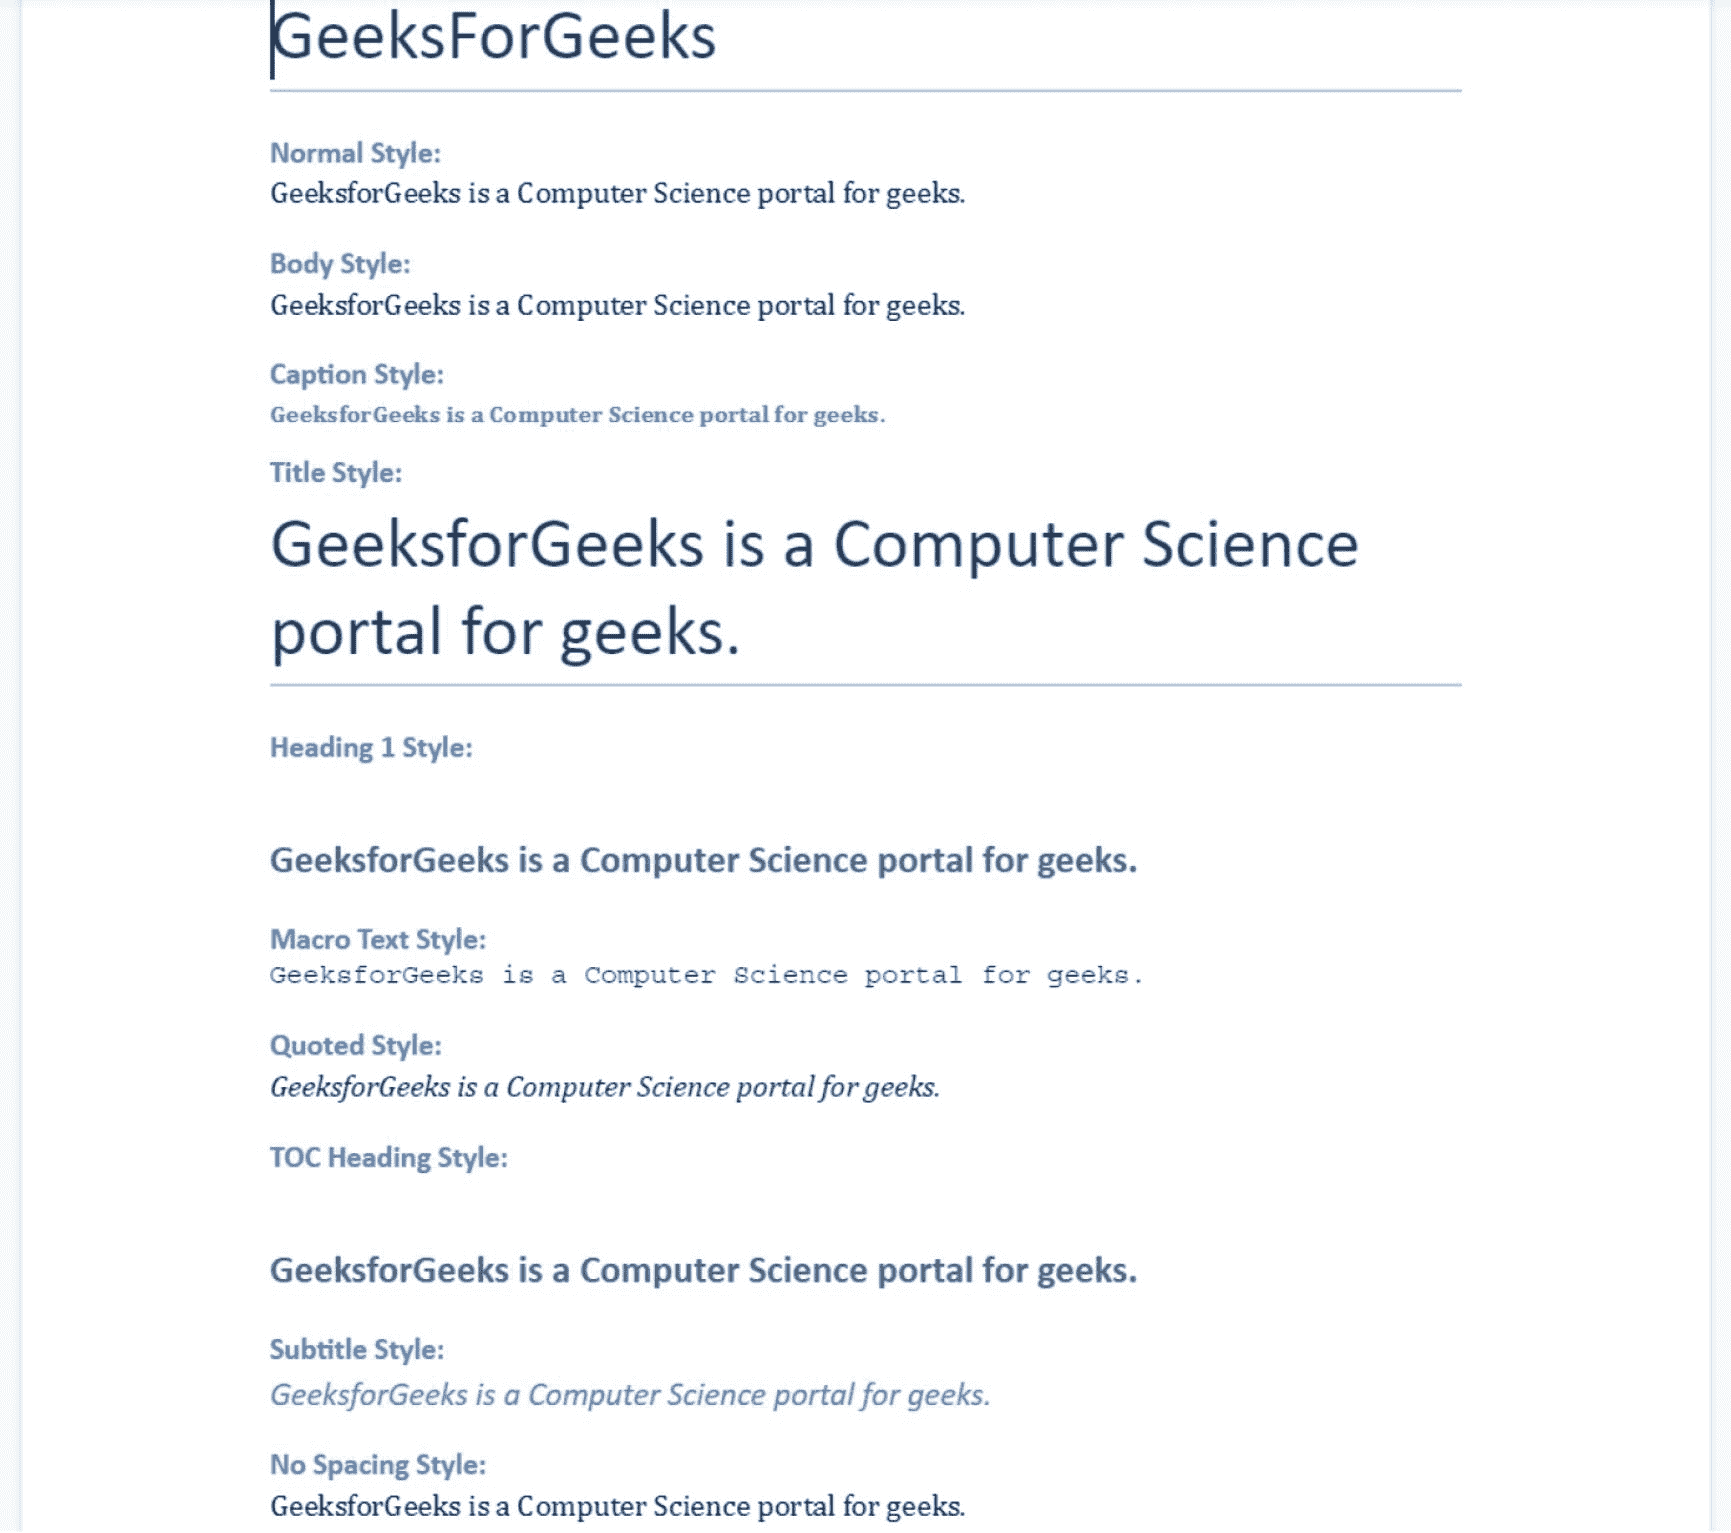 GeeksForGeeks
Normal Style:
GeeksforGeeks is a Computer Science portal for geeks.
Body Style:
GeeksforGeeks is a Computer Science portal for geeks.
Caption Style:
GeeksforGeeks is a Computer Science portal for geeks.
Title Style:
GeeksforGeeks is a Computer Science
portal for geeks.
Heading 1 Style:
GeeksforGeeks is a Computer Science portal for geeks.
Macro Text Style:
GeeksforGeeks is a Computer Science portal for geeks.
Quoted Style:
GeeksforGeeks is a Computer Science portal for geeks.
TOC Heading Style:
GeeksforGeeks is a Computer Science portal for geeks.
Subtitle Style:
GeeksforGeeks is a Computer Science portal for geeks.
No Spacing Style:
GeeksforGeeks is a Computer Science portal for geeks.